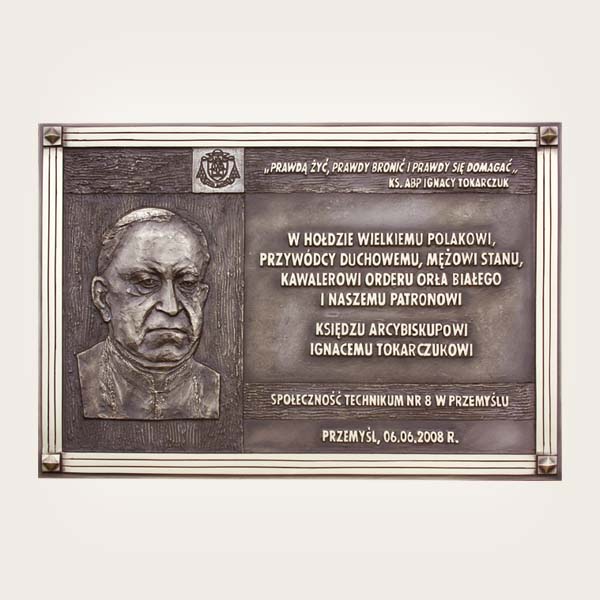 „PRAWDĄ ŻYĆ, PRAWDY BRONIĆ I PRAWDY SIĘ DOMAGAĆ„
KS. ABP IGNACY TOKARCZUK
W HOŁDZIE WIELKIEMU POLAKOWI,
PRZYWÓDCY DUCHOWEMU, MĘŻOWI STANU,
KAWALEROWI ORDERU ORŁA BIAŁEGO
I NASZEMU PATRONOWI
KSIĘDZU ARCYBISKUPOWI
IGNACEMU TOKARCZUKOWI
SPOŁECZNOŚĆ TECHNIKUM NR 8 W PRZEMYŚLU
PRZEMYŚL, 06.06.2008 R.